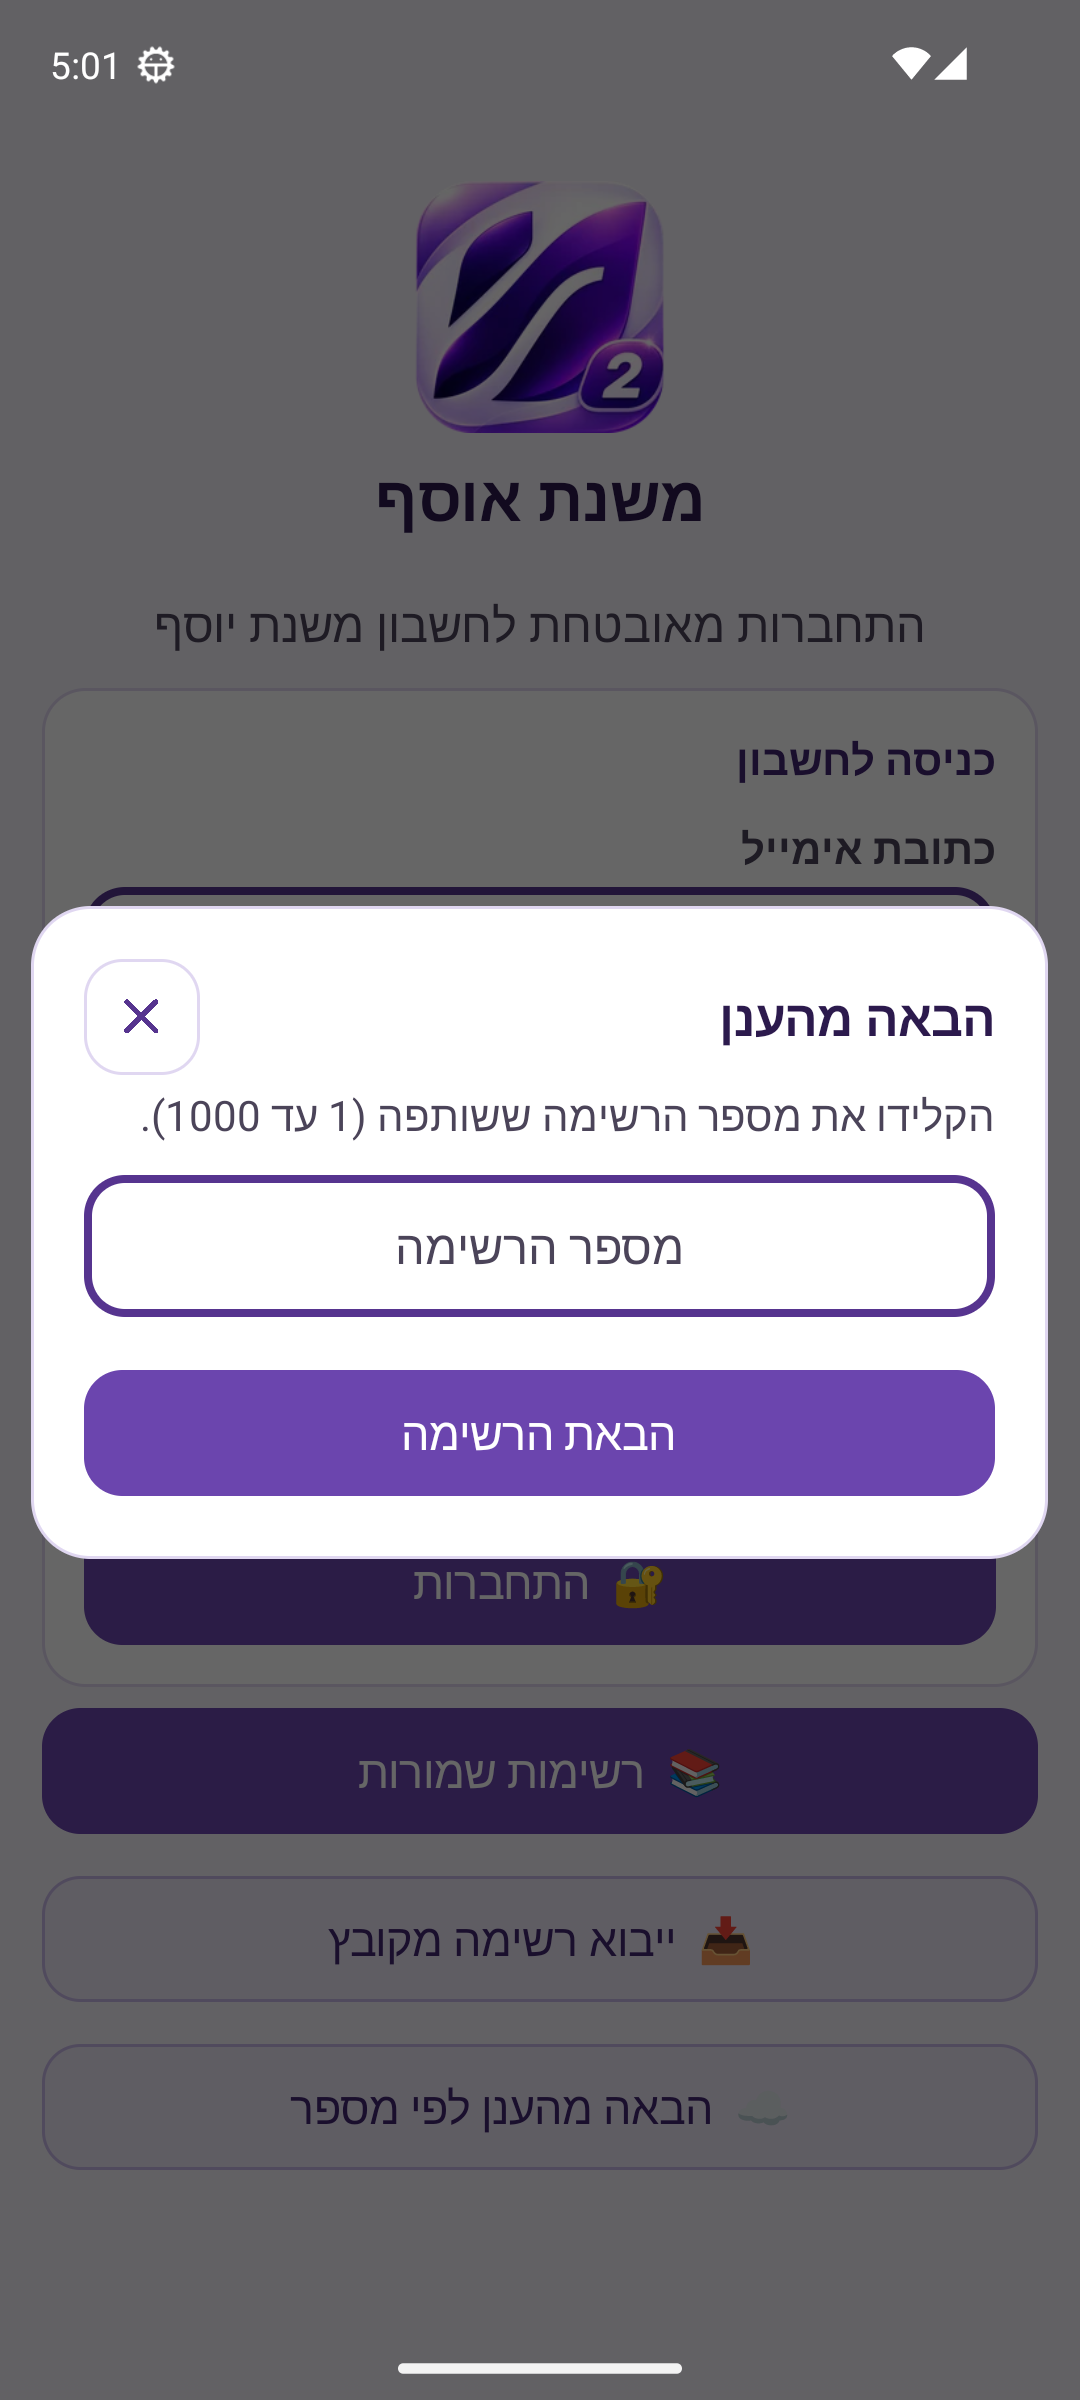 5:01
2
משנת אוסף
התחברות מאובטחת לחשבון משנת יוסף
כניסה לחשבון
כתובת אימייל
הבאה מהענן
הקלידו את מספר הרשימה ששותפה (1 עד 1000).
מספר הרשימה
הבאת הרשימה
🔐 התחברות
📚 רשימות שמורות
📥 ייבוא רשימה מקובץ
☁️ הבאה מהענן לפי מספר